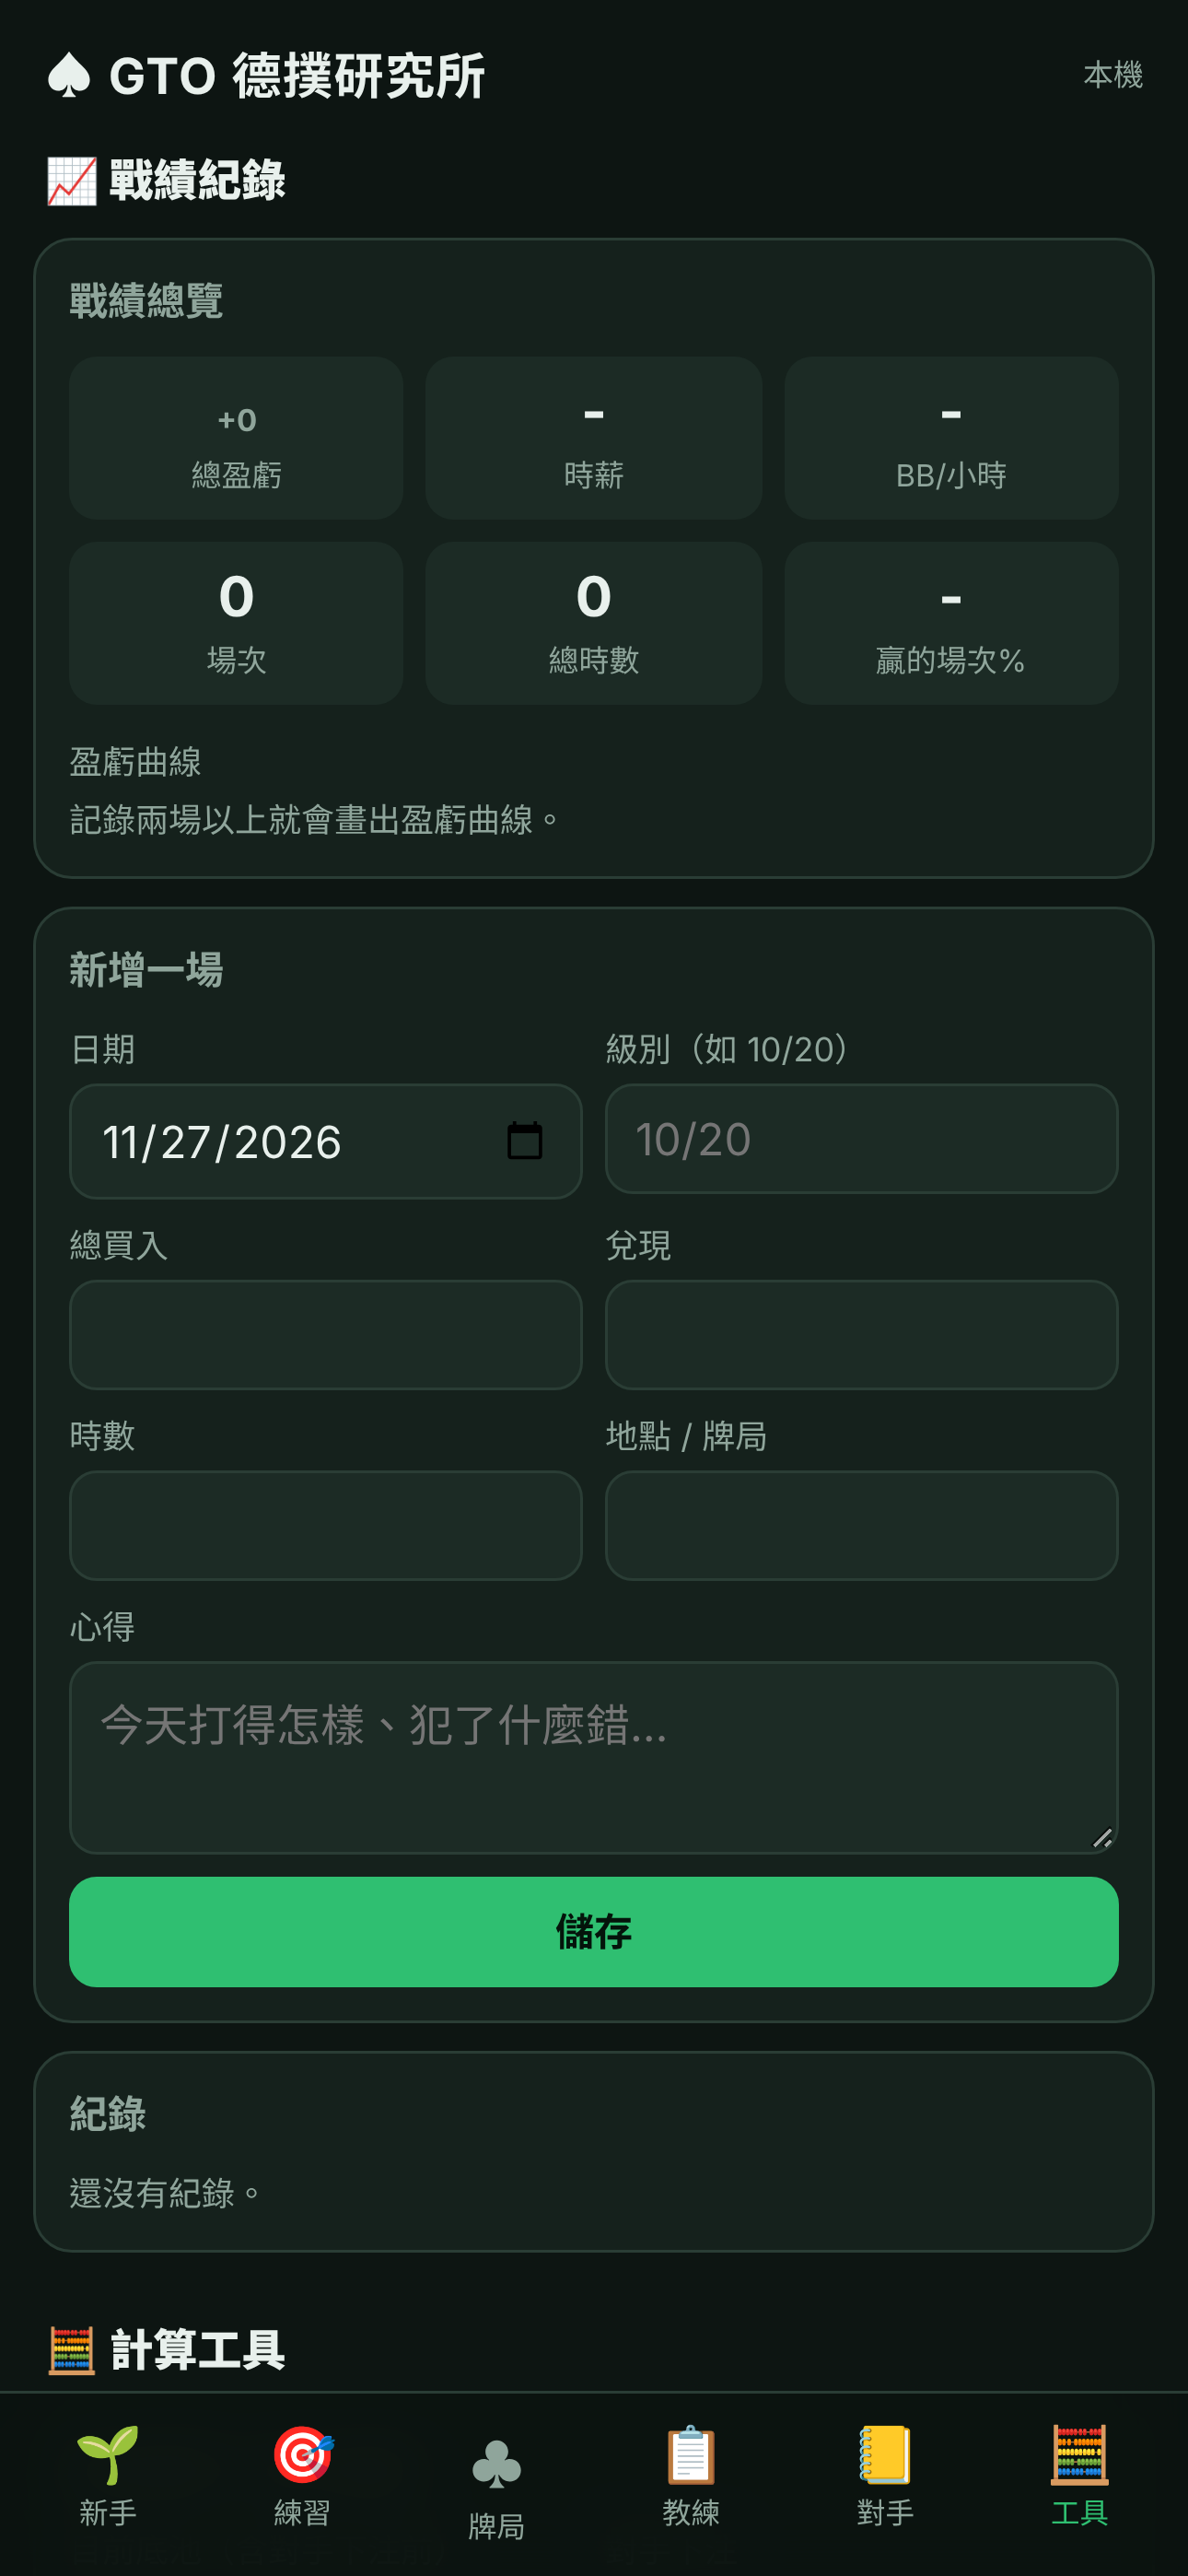 ♠ GTO 德撲研究所
本機
📈 戰績紀錄
戰績總覽
+0
總盈虧
-
時薪
-
BB/小時
0
場次
0
總時數
-
贏的場次%
盈虧曲線
記錄兩場以上就會畫出盈虧曲線。
新增一場
日期
級別（如 10/20）
11/27/2026
10/20
總買入
兌現
時數
地點 / 牌局
心得
今天打得怎樣、犯了什麼錯...
儲存
紀錄
還沒有紀錄。
🧮 計算工具
新手
練習
牌局
教練
對手
工具